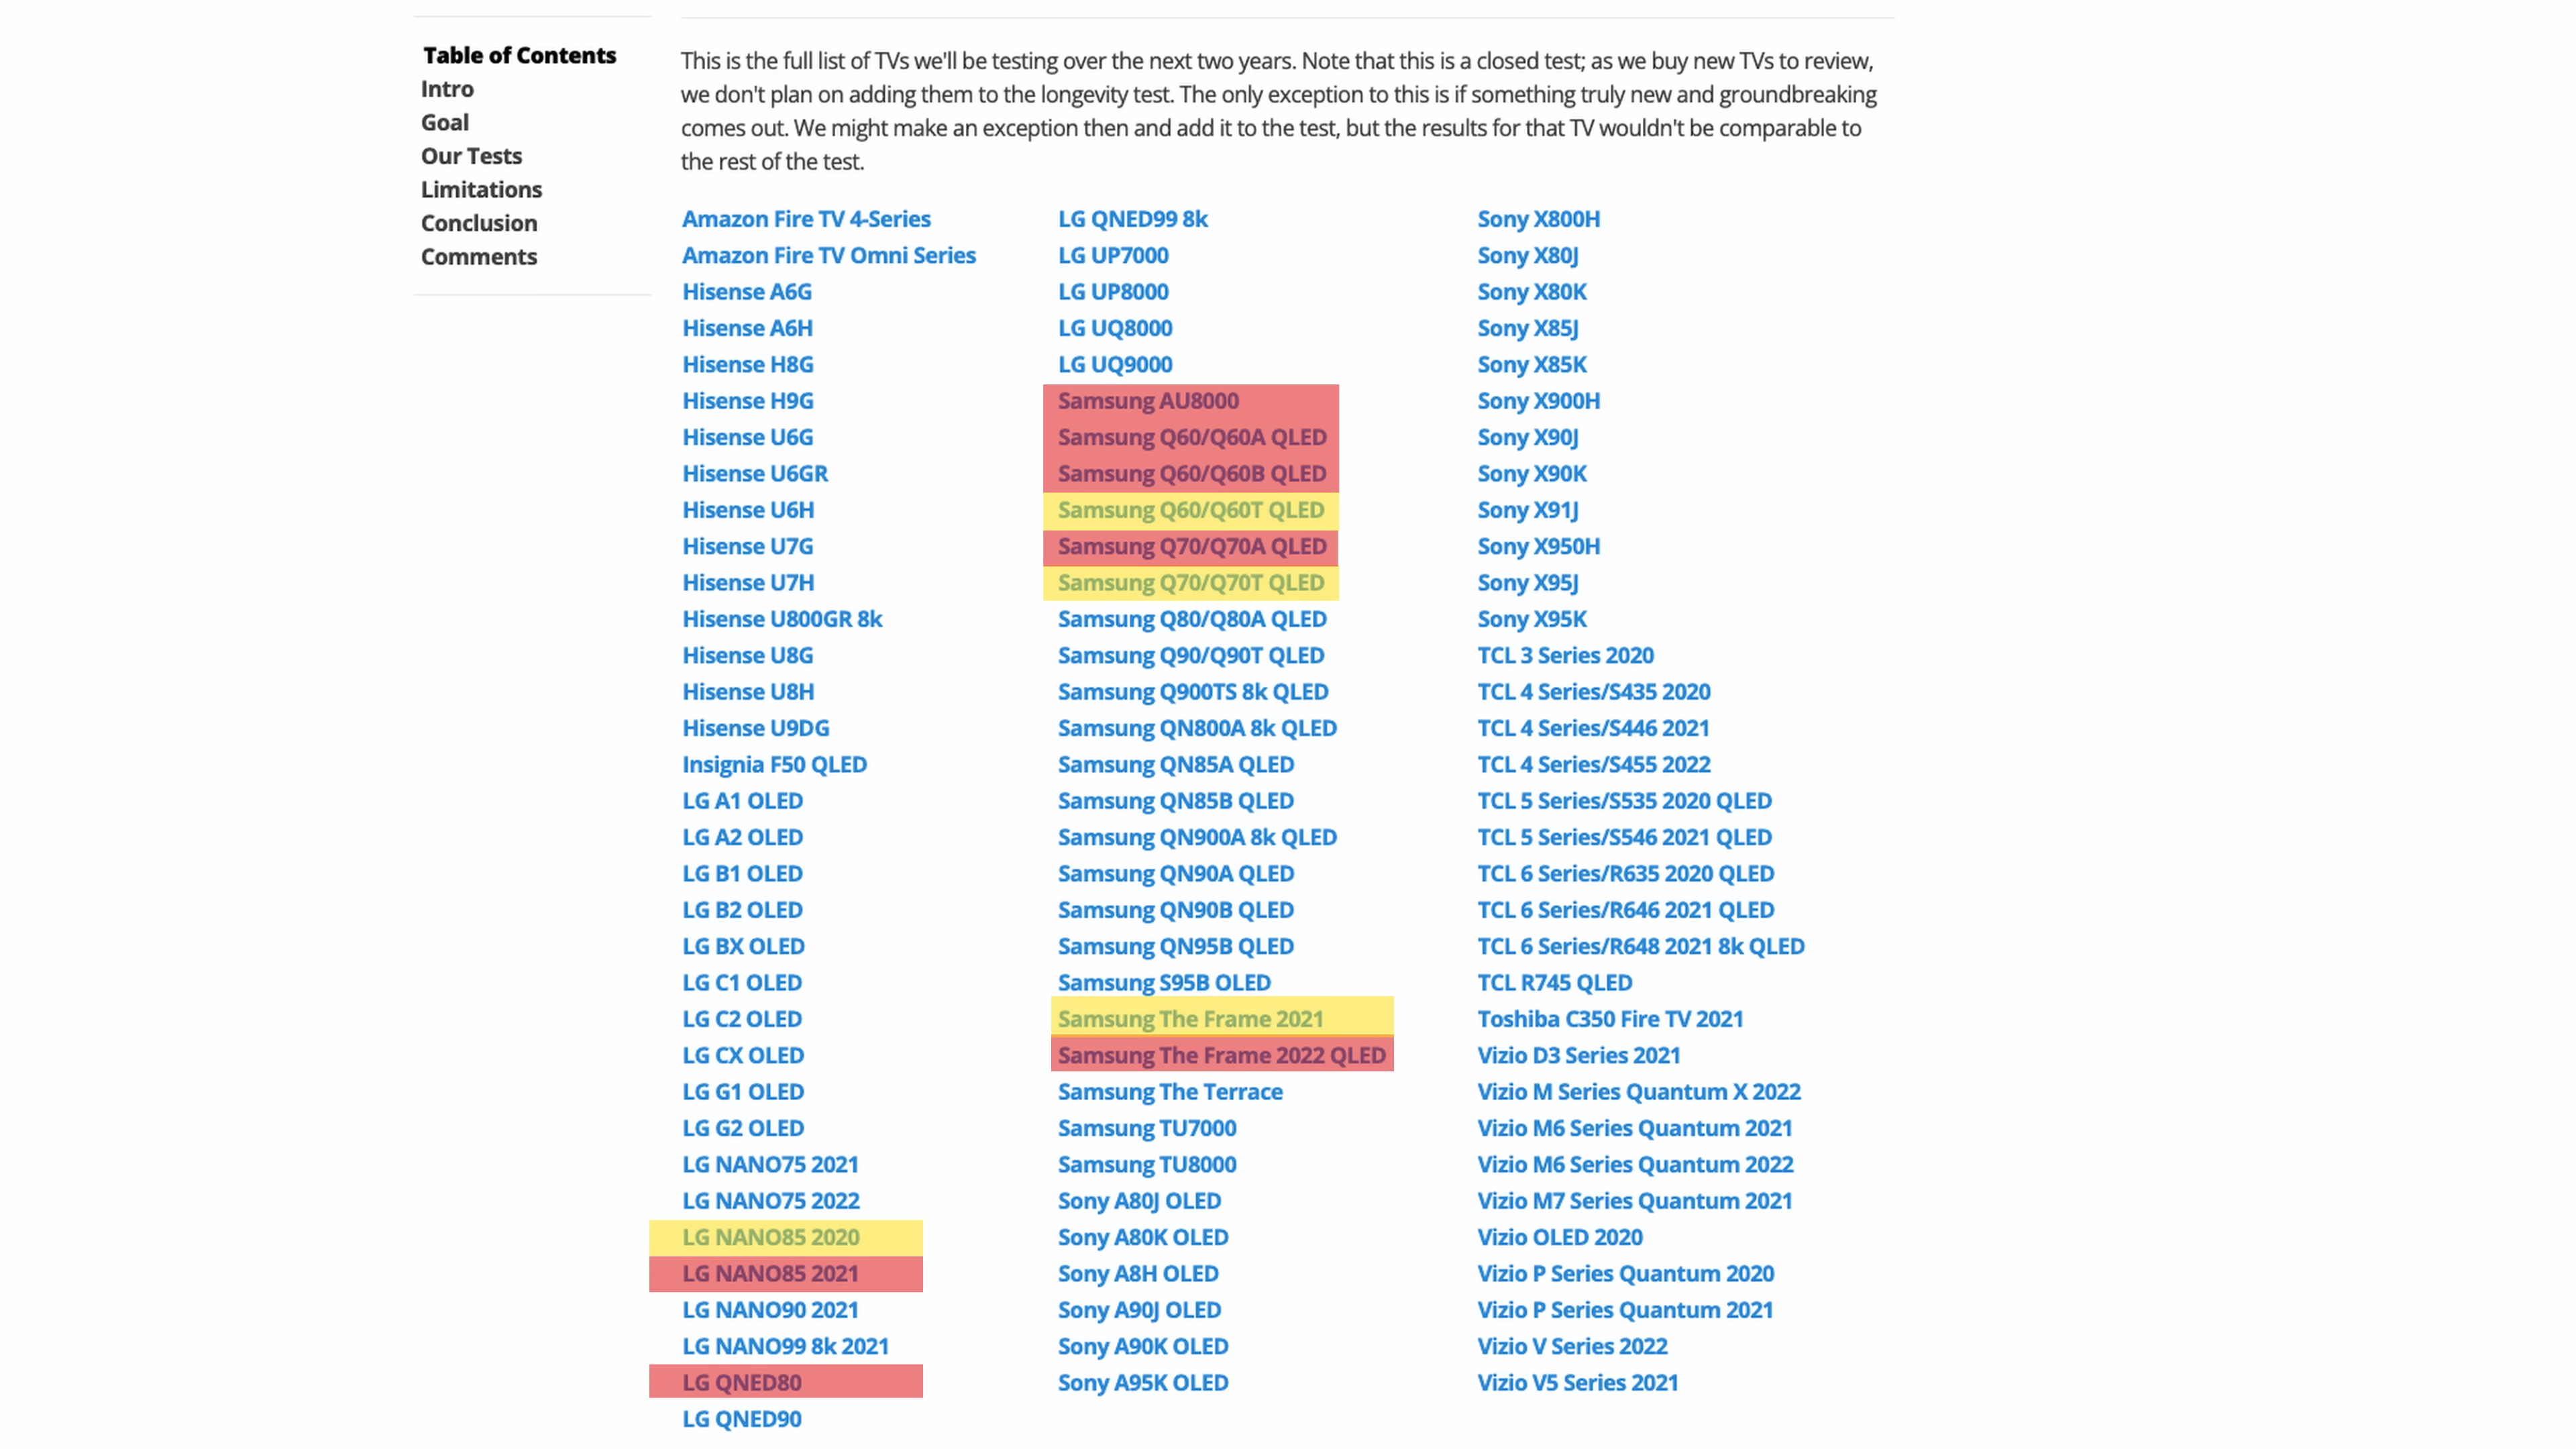 Table of Contents
Intro
Goal
Our Tests
Limitations
Conclusion
Comments
This is the full list of TVs we'll be testing over the next two years. Note that this is a closed test; as we buy new TVs to review,
we don't plan on adding them to the longevity test. The only exception to this is if something truly new and groundbreaking
comes out. We might make an exception then and add it to the test, but the results for that TV wouldn't be comparable to
the rest of the test.
Amazon Fire TV 4-Series
Amazon Fire TV Omni Series
Hisense A6G
Hisense A6H
Hisense H8G
Hisense H9G
Hisense U6G
Hisense U6GR
Hisense U6H
Hisense U7G
Hisense U7H
Hisense U800GR 8k
Hisense U8G
Hisense U8H
Hisense U9DG
Insignia F50 QLED
LG A1 OLED
LG A2 OLED
LG B1 OLED
LG B2 OLED
LG BX OLED
LG C1 OLED
LG C2 OLED
LG CX OLED
LG G1 OLED
LG G2 OLED
LG NANO75 2021
LG NANO75 2022
LG NANO85 2020
LG NANO85 2021
LG NANO90 2021
LG NANO99 8k 2021
LG QNED80
LG QNED90
LG QNED99 8k
LG UP7000
LG UP8000
LG UQ8000
LG UQ9000
Samsung AU8000
Samsung Q60/Q60A QLED
Samsung Q60/Q60B QLED
Samsung Q60/Q60T QLED
Samsung Q70/Q70A QLED
Samsung Q70/Q70T QLED
Samsung Q80/Q80A QLED
Samsung Q90/Q90T QLED
Samsung Q900TS 8k QLED
Samsung QN800A 8k QLED
Samsung QN85A QLED
Samsung QN85B QLED
Samsung QN900A 8k QLED
Samsung QN90A QLED
Samsung QN90B QLED
Samsung QN95B QLED
Samsung S95B OLED
Samsung The Frame 2021
Samsung The Frame 2022 QLED
Samsung The Terrace
Samsung TU7000
Samsung TU8000
Sony A80J OLED
Sony A80K OLED
Sony A8H OLED
Sony A90J OLED
Sony A90K OLED
Sony A95K OLED
Sony X800H
Sony X80J
Sony X80K
Sony X85J
Sony X85K
Sony X900H
Sony X90J
Sony X90K
Sony X91J
Sony X950H
Sony X95J
Sony X95K
TCL 3 Series 2020
TCL 4 Series/S435 2020
TCL 4 Series/S446 2021
TCL 4 Series/S455 2022
TCL 5 Series/S535 2020 QLED
TCL 5 Series/S546 2021 QLED
TCL 6 Series/R635 2020 QLED
TCL 6 Series/R646 2021 QLED
TCL 6 Series/R648 2021 8k QLED
TCL R745 QLED
Toshiba C350 Fire TV 2021
Vizio D3 Series 2021
Vizio M Series Quantum X 2022
Vizio M6 Series Quantum 2021
Vizio M6 Series Quantum 2022
Vizio M7 Series Quantum 2021
Vizio OLED 2020
Vizio P Series Quantum 2020
Vizio P Series Quantum 2021
Vizio V Series 2022
Vizio V5 Series 2021